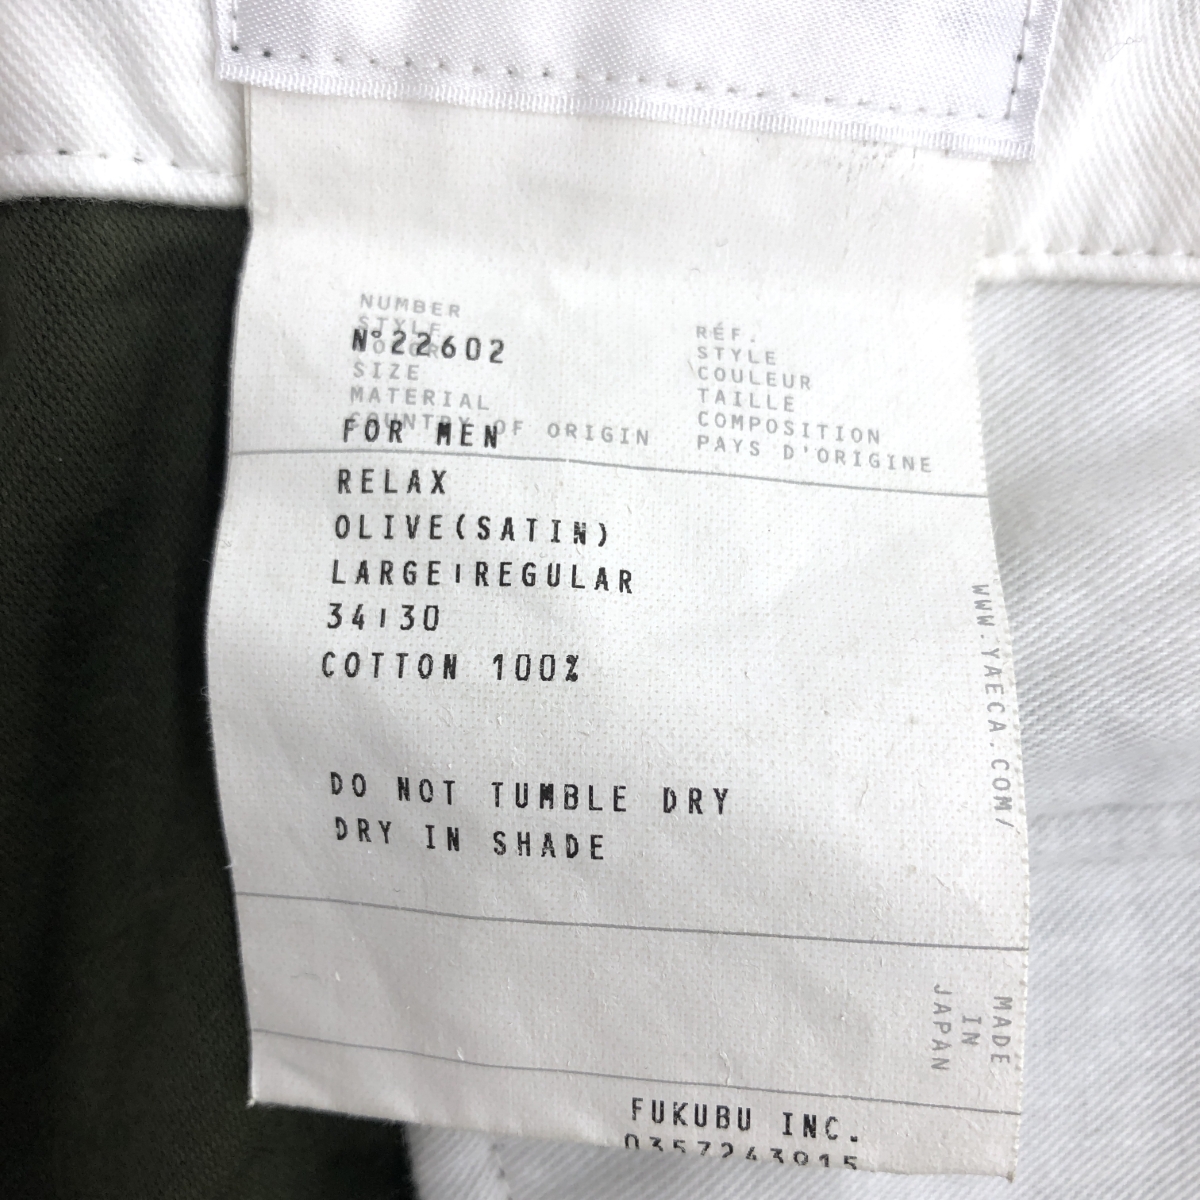 NUMBER
STYLE
COLOR
SIZE
MATERIAL
COUNTRY OF ORIGIN
RÉF.
STYLE
COULEUR
TAILLE
COMPOSITION
PAYS D'ORIGINE
N°22602
FOR MEN
RELAX
OLIVE(SATIN)
LARGE|REGULAR
34|30
COTTON 100%
DO NOT TUMBLE DRY
DRY IN SHADE
WWW.YAECA.COM/
MADE
IN
JAPAN
FUKUBU INC.